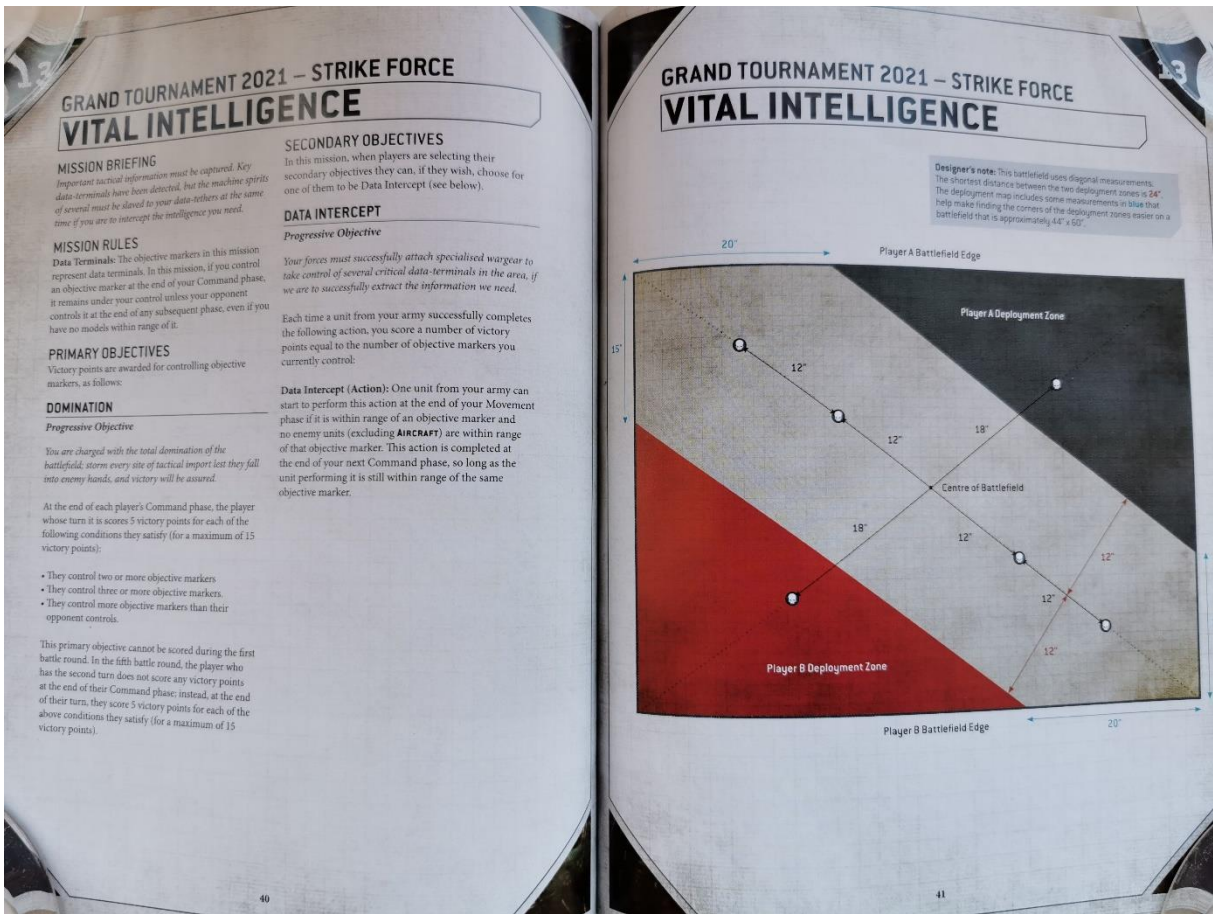 13
GRAND TOURNAMENT 2021 – STRIKE FORCE
VITAL INTELLIGENCE
MISSION BRIEFING
Important tactical information must be captured. Key
data-terminals have been detected, but the machine spirits
of several must be slaved to your data-tethers at the same
time if you are to intercept the intelligence you need.
MISSION RULES
Data Terminals: The objective markers in this mission
represent data terminals. In this mission, if you control
an objective marker at the end of your Command phase,
it remains under your control unless your opponent
controls it at the end of any subsequent phase, even if you
have no models within range of it.
PRIMARY OBJECTIVES
Victory points are awarded for controlling objective
markers, as follows:
DOMINATION
Progressive Objective
You are charged with the total domination of the
battlefield; storm every site of tactical import lest they fall
into enemy hands, and victory will be assured.
At the end of each player's Command phase, the player
whose turn it is scores 5 victory points for each of the
following conditions they satisfy (for a maximum of 15
victory points):
• They control two or more objective markers
• They control three or more objective markers.
• They control more objective markers than their
opponent controls.
This primary objective cannot be scored during the first
battle round. In the fifth battle round, the player who
has the second turn does not score any victory points
at the end of their Command phase; instead, at the end
of their turn, they score 5 victory points for each of the
above conditions they satisfy (for a maximum of 15
victory points).
SECONDARY OBJECTIVES
In this mission, when players are selecting their
secondary objectives they can, if they wish, choose for
one of them to be Data Intercept (see below).
DATA INTERCEPT
Progressive Objective
Your forces must successfully attach specialised wargear to
take control of several critical data-terminals in the area, if
we are to successfully extract the information we need.
Each time a unit from your army successfully completes
the following action, you score a number of victory
points equal to the number of objective markers you
currently control:
Data Intercept (Action): One unit from your army can
start to perform this action at the end of your Movement
phase if it is within range of an objective marker and
no enemy units (excluding AIRCRAFT) are within range
of that objective marker. This action is completed at
the end of your next Command phase, so long as the
unit performing it is still within range of the same
objective marker.
40
13
GRAND TOURNAMENT 2021 – STRIKE FORCE
VITAL INTELLIGENCE
Designer's note: This battlefield uses diagonal measurements.
The shortest distance between the two deployment zones is 24".
The deployment map includes some measurements in blue that
help make finding the corners of the deployment zones easier on a
battlefield that is approximately 44" x 60".
20"
Player A Battlefield Edge
15"
Player A Deployment Zone
12"
12"
18"
Centre of Battlefield
18"
12"
12"
12"
12"
Player B Deployment Zone
Player B Battlefield Edge
20"
41